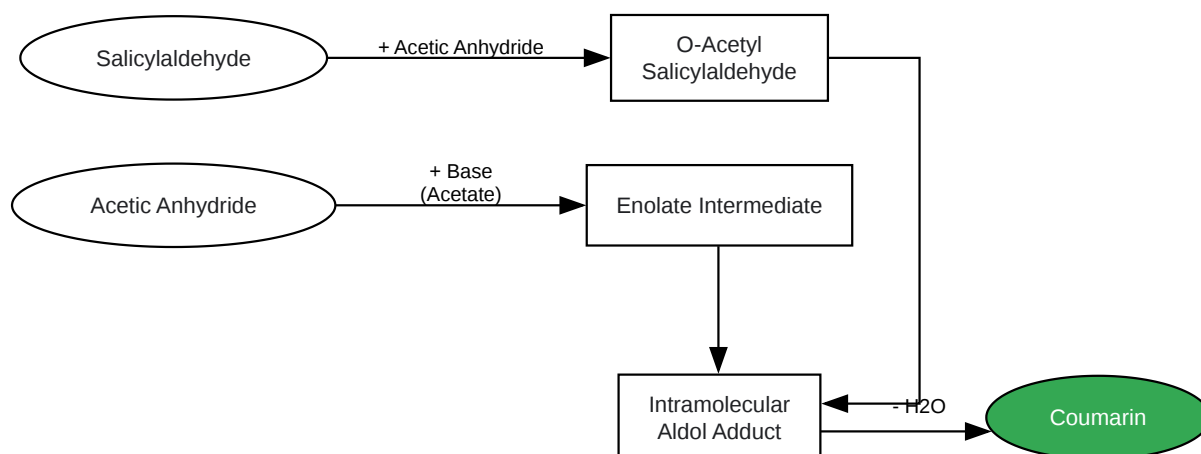 Salicylaldehyde
+ Acetic Anhydride
O-Acetyl
Salicylaldehyde
Acetic Anhydride
+ Base
(Acetate)
Enolate Intermediate
Intramolecular
Aldol Adduct
- H2O
Coumarin